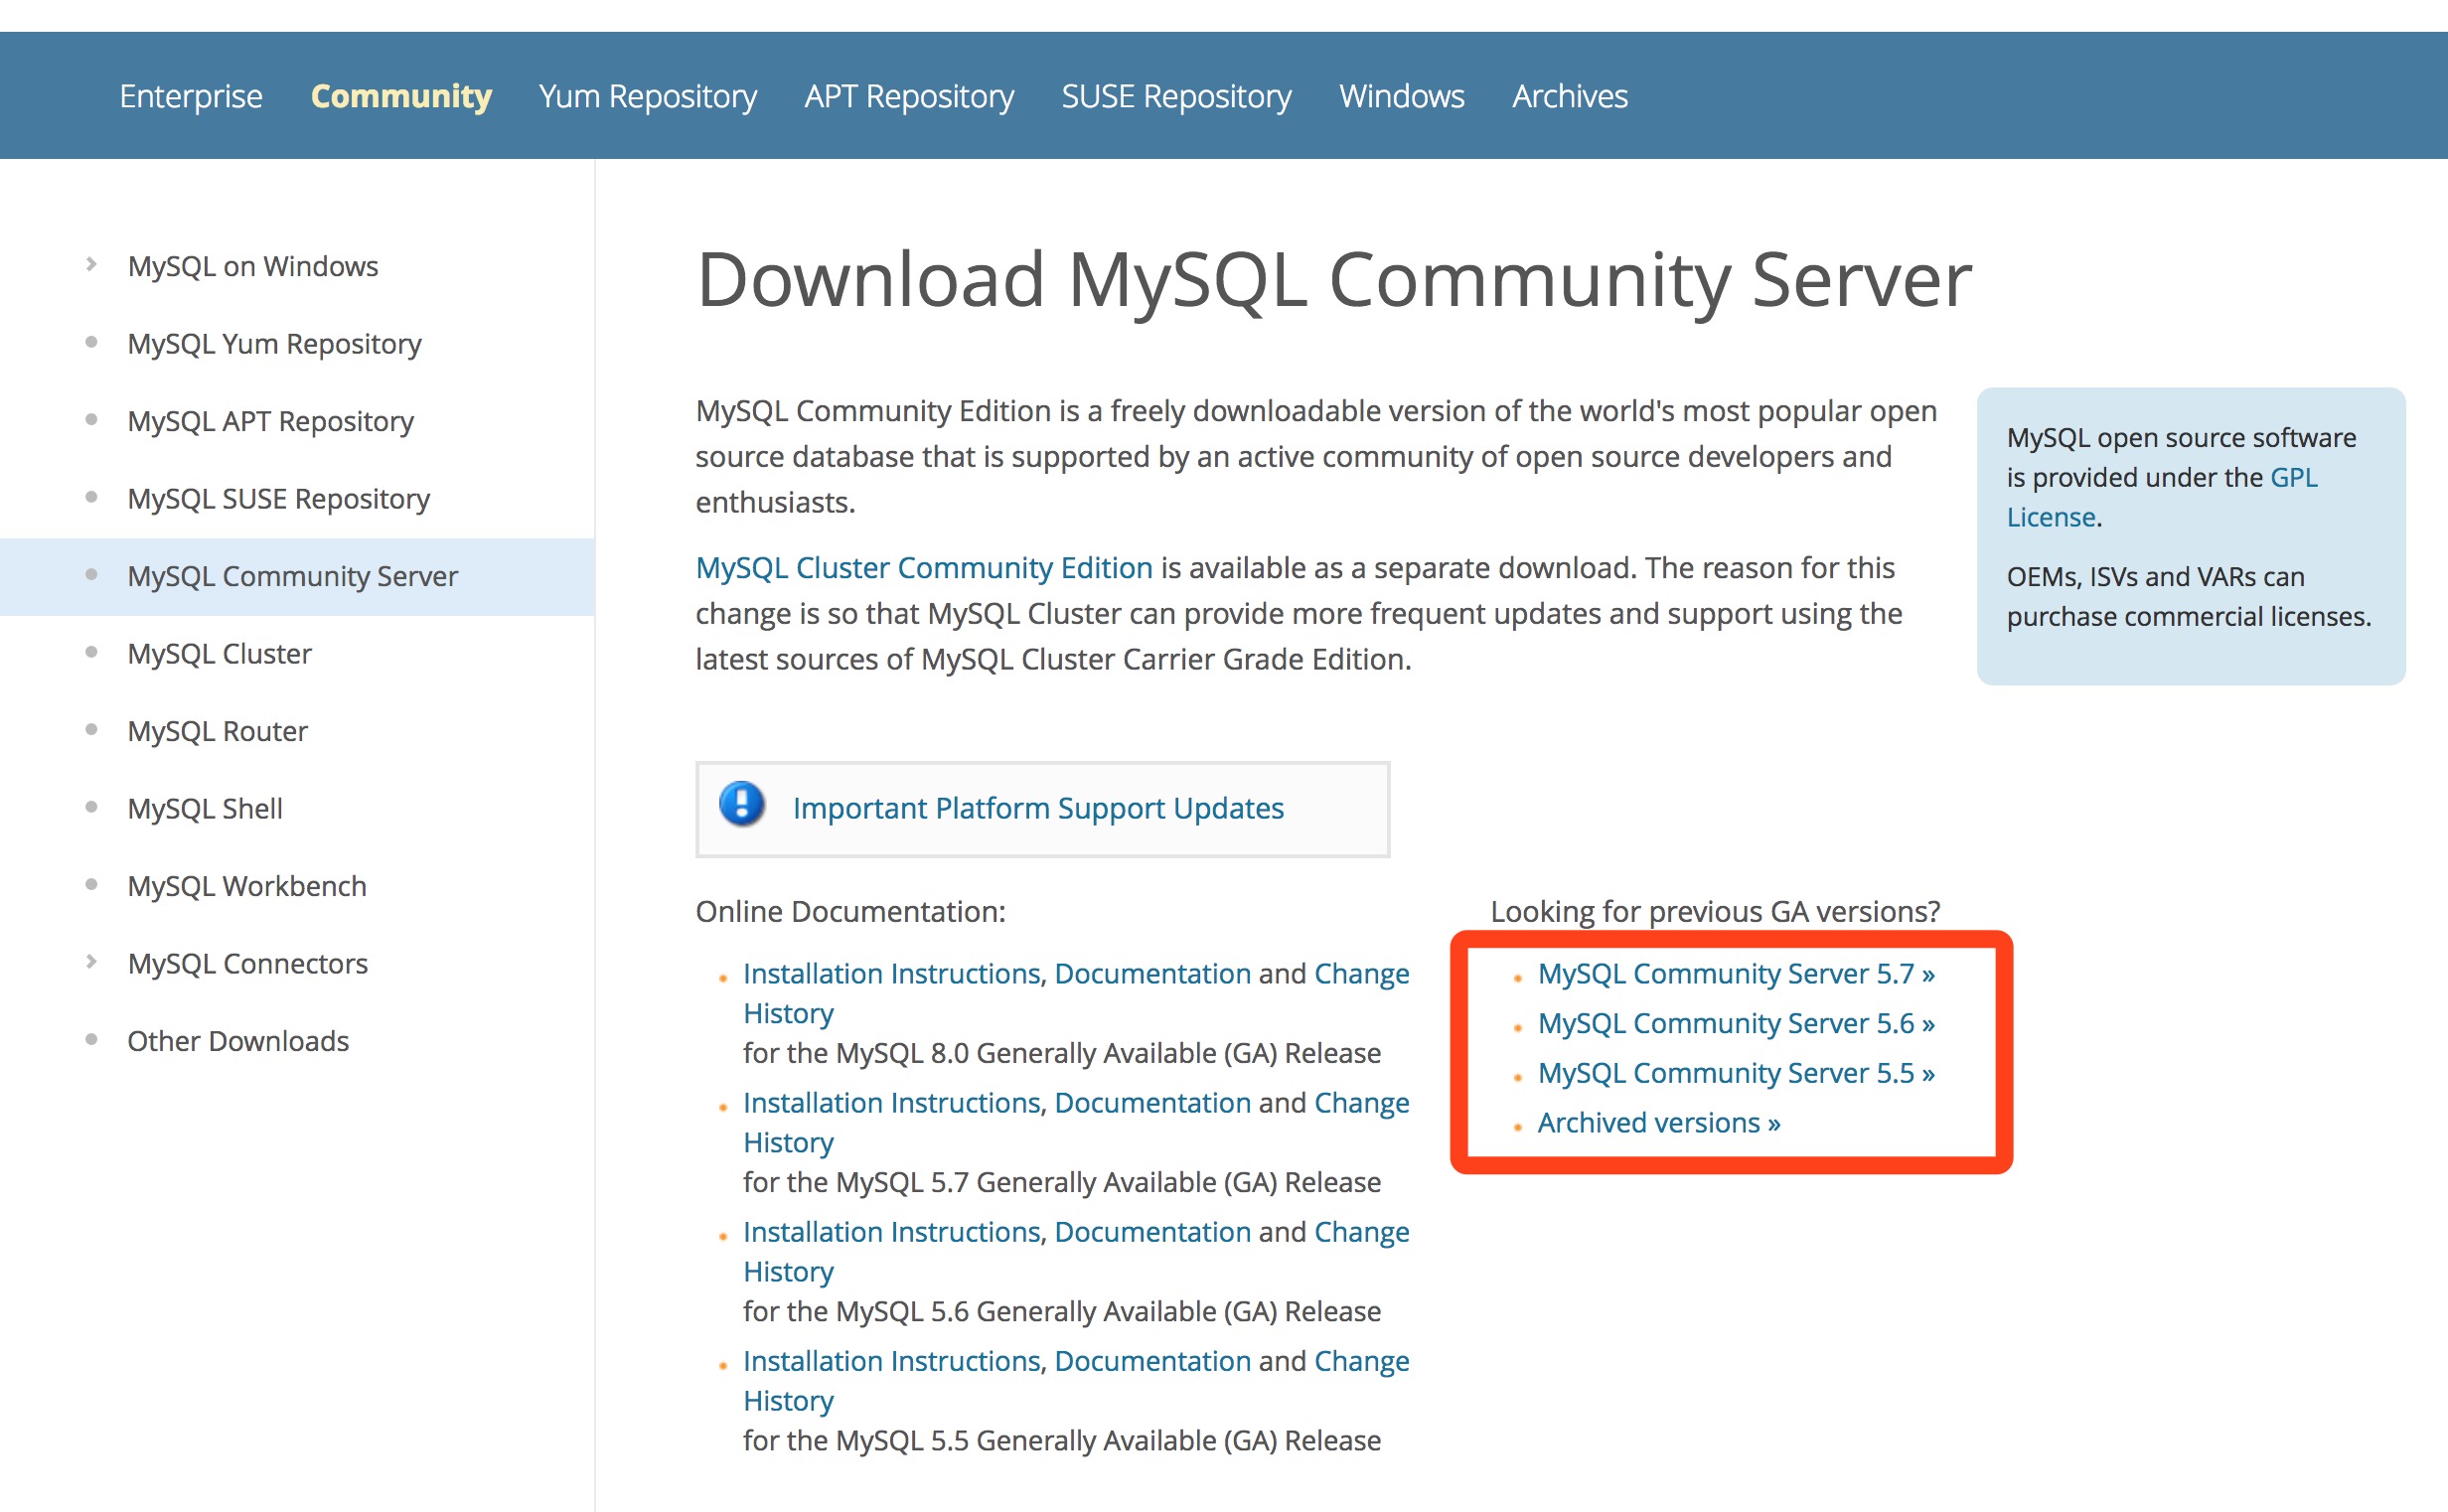 Enterprise Community Yum Repository APT Repository SUSE Repository Windows Archives
MySQL on Windows
MySQL Yum Repository
MySQL APT Repository
MySQL SUSE Repository
MySQL Community Server
MySQL Cluster
MySQL Router
MySQL Shell
MySQL Workbench
MySQL Connectors
Other Downloads
Download MySQL Community Server
MySQL Community Edition is a freely downloadable version of the world's most popular open
source database that is supported by an active community of open source developers and
enthusiasts.
MySQL Cluster Community Edition is available as a separate download. The reason for this
change is so that MySQL Cluster can provide more frequent updates and support using the
latest sources of MySQL Cluster Carrier Grade Edition.
MySQL open source software
is provided under the GPL
License.
OEMs, ISVs and VARs can
purchase commercial licenses.
Important Platform Support Updates
Online Documentation:
Installation Instructions, Documentation and Change
History
for the MySQL 8.0 Generally Available (GA) Release
Installation Instructions, Documentation and Change
History
for the MySQL 5.7 Generally Available (GA) Release
Installation Instructions, Documentation and Change
History
for the MySQL 5.6 Generally Available (GA) Release
Installation Instructions, Documentation and Change
History
for the MySQL 5.5 Generally Available (GA) Release
Looking for previous GA versions?
MySQL Community Server 5.7 »
MySQL Community Server 5.6 »
MySQL Community Server 5.5 »
Archived versions »